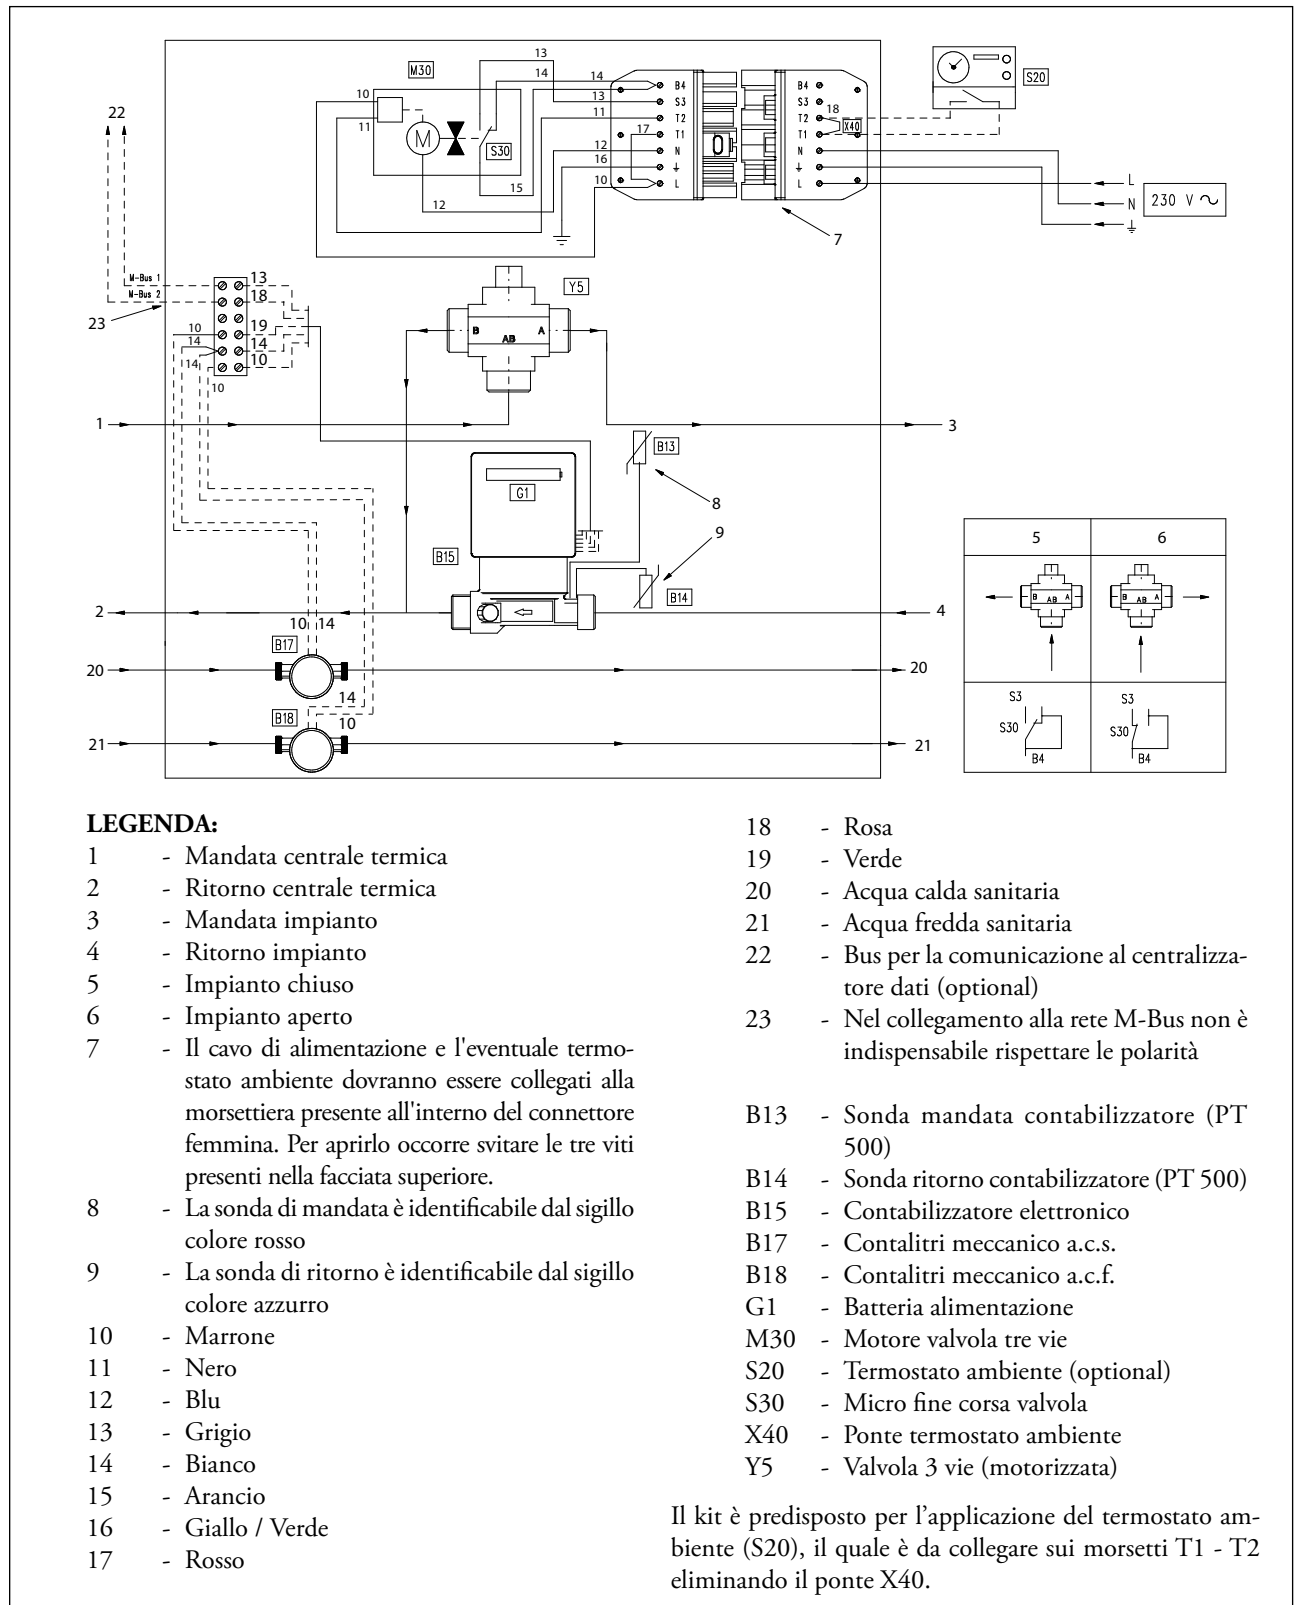 13
M30
14
14
B4
B4
S20
10
13
S3
S3
18
22
11
11
T2
T2
X40
M
17
T1
T1
S30
12
N
N
16
15
10
L
L
L
12
N
230 V
7
M-Bus 1
13
Y5
M-Bus 2
18
23
10
19
B
AB
A
14
14
14
10
10
1
3
B13
G1
8
9
B15
B14
5
6
2
4
B
AB
A
B
AB
A
10
14
B17
20
20
14
S3
S3
B18
10
S30
S30
21
21
B4
B4
LEGENDA:
1 - Mandata centrale termica
2 - Ritorno centrale termica
3 - Mandata impianto
4 - Ritorno impianto
5 - Impianto chiuso
6 - Impianto aperto
7 - Il cavo di alimentazione e l'eventuale termo-
stato ambiente dovranno essere collegati alla
morsettiera presente all'interno del connettore
femmina. Per aprirlo occorre svitare le tre viti
presenti nella facciata superiore.
8 - La sonda di mandata è identificabile dal sigillo
colore rosso
9 - La sonda di ritorno è identificabile dal sigillo
colore azzurro
10 - Marrone
11 - Nero
12 - Blu
13 - Grigio
14 - Bianco
15 - Arancio
16 - Giallo / Verde
17 - Rosso
18 - Rosa
19 - Verde
20 - Acqua calda sanitaria
21 - Acqua fredda sanitaria
22 - Bus per la comunicazione al centralizza-
tore dati (optional)
23 - Nel collegamento alla rete M-Bus non è
indispensabile rispettare le polarità
B13 - Sonda mandata contabilizzatore (PT
500)
B14 - Sonda ritorno contabilizzatore (PT 500)
B15 - Contabilizzatore elettronico
B17 - Contalitri meccanico a.c.s.
B18 - Contalitri meccanico a.c.f.
G1 - Batteria alimentazione
M30 - Motore valvola tre vie
S20 - Termostato ambiente (optional)
S30 - Micro fine corsa valvola
X40 - Ponte termostato ambiente
Y5 - Valvola 3 vie (motorizzata)
Il kit è predisposto per l’applicazione del termostato am-
biente (S20), il quale è da collegare sui morsetti T1 - T2
eliminando il ponte X40.